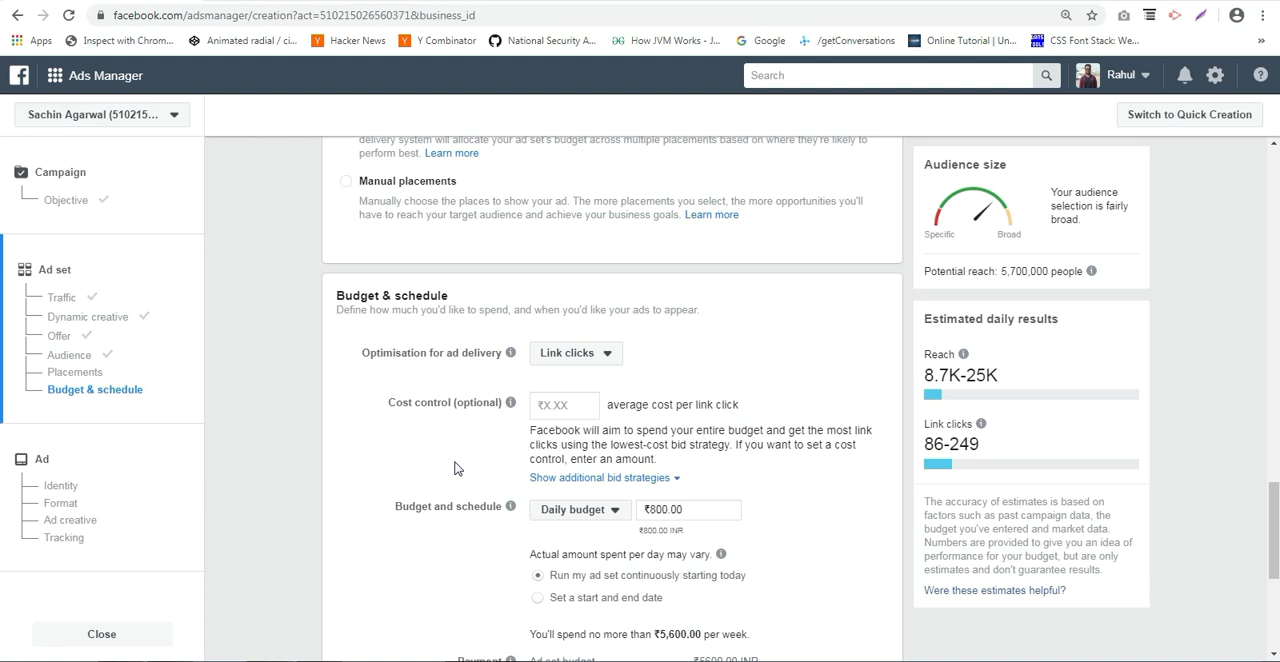 facebook.com/adsmanager/creation?act=510215026560371&business_id
Apps
Inspect with Chrom...
Animated radial / ci...
Hacker News
Y Combinator
National Security A...
How JVM Works - J...
Google
/getConversations
Online Tutorial | Un...
CSS Font Stack: We...
»
Ads Manager
Search
Rahul
Sachin Agarwal (510215...
Switch to Quick Creation
Campaign
Objective
Ad set
Traffic
Dynamic creative
Offer
Audience
Placements
Budget & schedule
Ad
Identity
Format
Ad creative
Tracking
Close
delivery system will allocate your ad set's budget across multiple placements based on where they're likely to
perform best. Learn more
Manual placements
Manually choose the places to show your ad. The more placements you select, the more opportunities you'll
have to reach your target audience and achieve your business goals. Learn more
Budget & schedule
Define how much you'd like to spend, and when you'd like your ads to appear.
Optimisation for ad delivery
Link clicks
Cost control (optional)
₹X.XX
average cost per link click
Facebook will aim to spend your entire budget and get the most link
clicks using the lowest-cost bid strategy. If you want to set a cost
control, enter an amount.
Show additional bid strategies
Budget and schedule
Daily budget
₹800.00
₹800.00 INR
Actual amount spent per day may vary.
Run my ad set continuously starting today
Set a start and end date
You'll spend no more than ₹5,600.00 per week.
Payment
Ad set budget
₹5600.00 INR
Audience size
Your audience
selection is fairly
broad.
Specific
Broad
Potential reach: 5,700,000 people
Estimated daily results
Reach
8.7K-25K
Link clicks
86-249
The accuracy of estimates is based on
factors such as past campaign data, the
budget you've entered and market data.
Numbers are provided to give you an idea of
performance for your budget, but are only
estimates and don't guarantee results.
Were these estimates helpful?